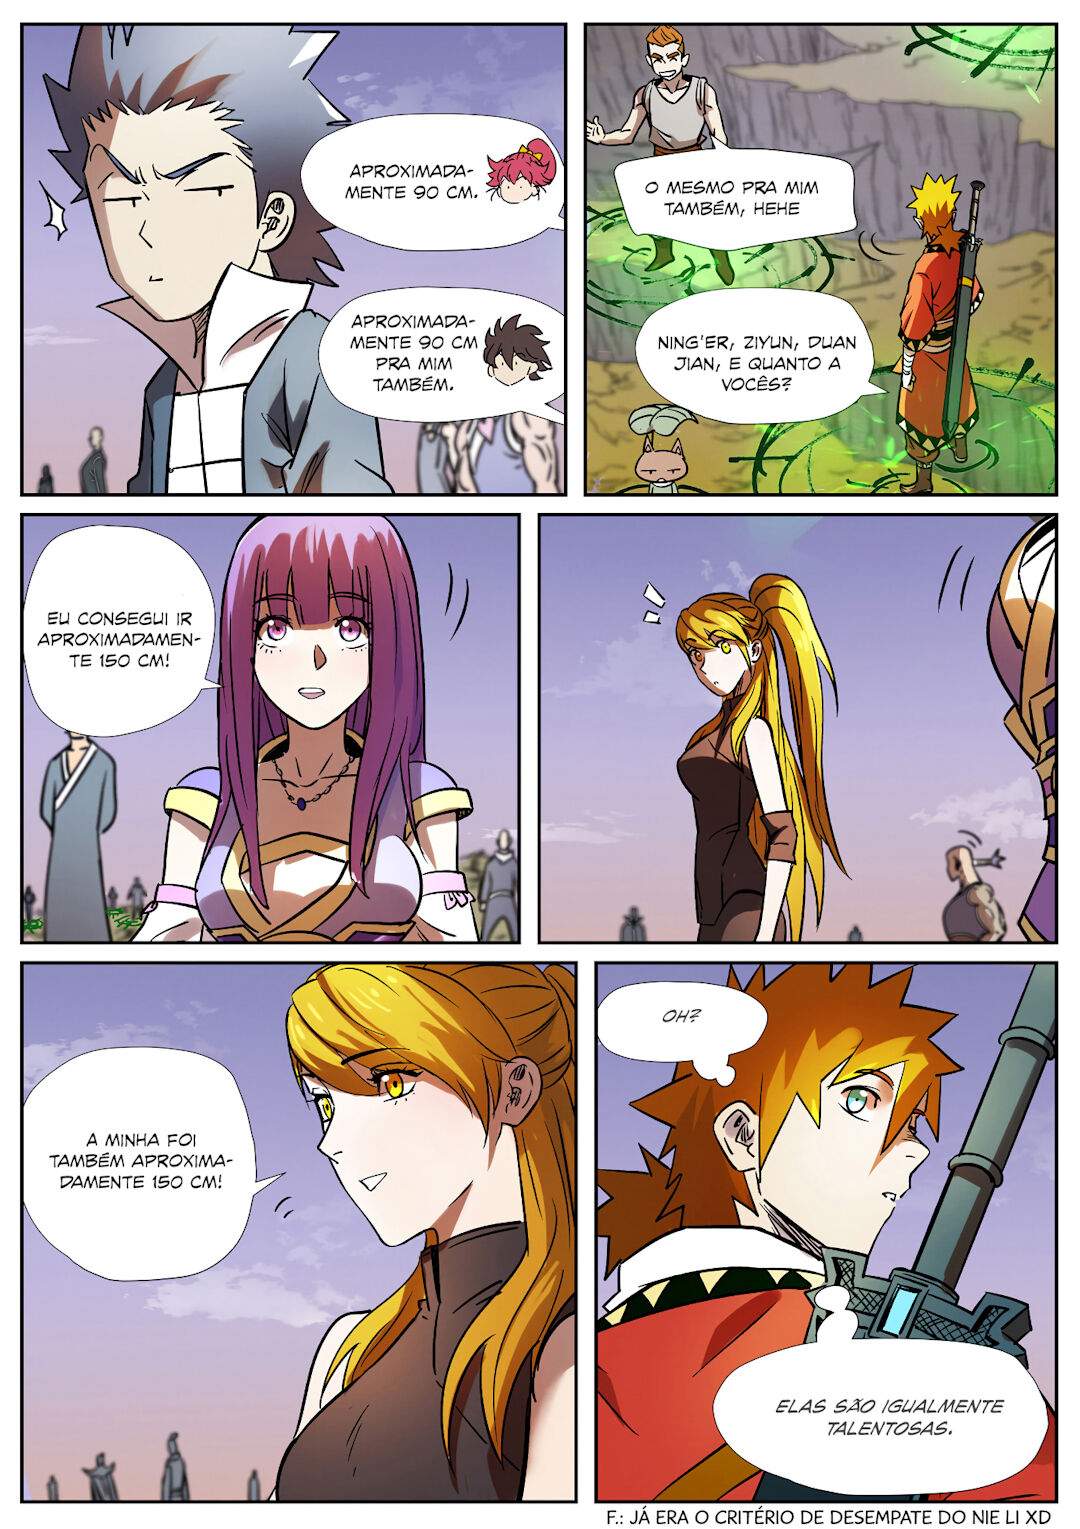 APROXIMADA-
MENTE 90 CM.
APROXIMADA-
MENTE 90 CM
PRA MIM
TAMBÉM.
O MESMO PRA MIM
TAMBÉM, HEHE
NING'ER, ZIYUN, DUAN
JIAN, E QUANTO A
VOCÊS?
EU CONSEGUI IR
APROXIMADAMEN-
TE 150 CM!
A MINHA FOI
TAMBÉM APROXIMA-
DAMENTE 150 CM!
OH?
ELAS SÃO IGUALMENTE
TALENTOSAS.
F.: JÁ ERA O CRITÉRIO DE DESEMPATE DO NIE LI XD